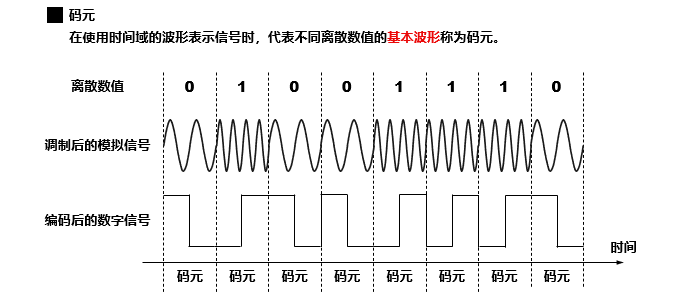 码元
在使用时间域的波形表示信号时，代表不同离散数值的基本波形称为码元。
离散数值 0 1 0 0 1 1 1 0
调制后的模拟信号
编码后的数字信号
时间
码元 码元 码元 码元 码元 码元 码元 码元